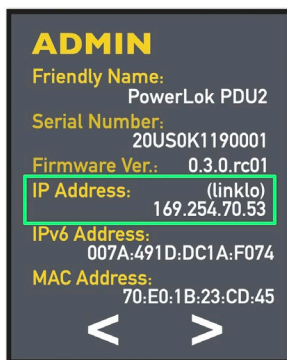 ADMIN
Friendly Name:
PowerLok PDU2
Serial Number:
20US0K1190001
Firmware Ver.: 0.3.0.rc01
IP Address: (linklo)
169.254.70.53
IPv6 Address:
007A:491D:DC1A:F074
MAC Address:
70:E0:1B:23:CD:45
< >